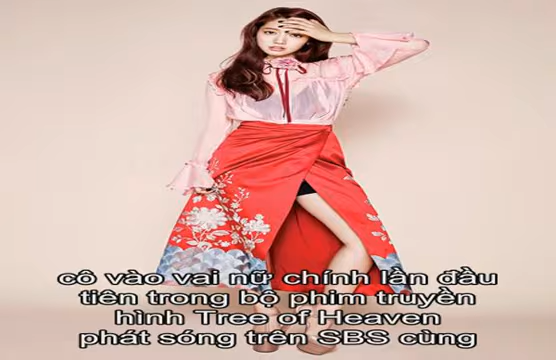 cô vào vai nữ chính lần đầu
tiên trong bộ phim truyền
hình Tree of Heaven
phát sóng trên SBS cùng